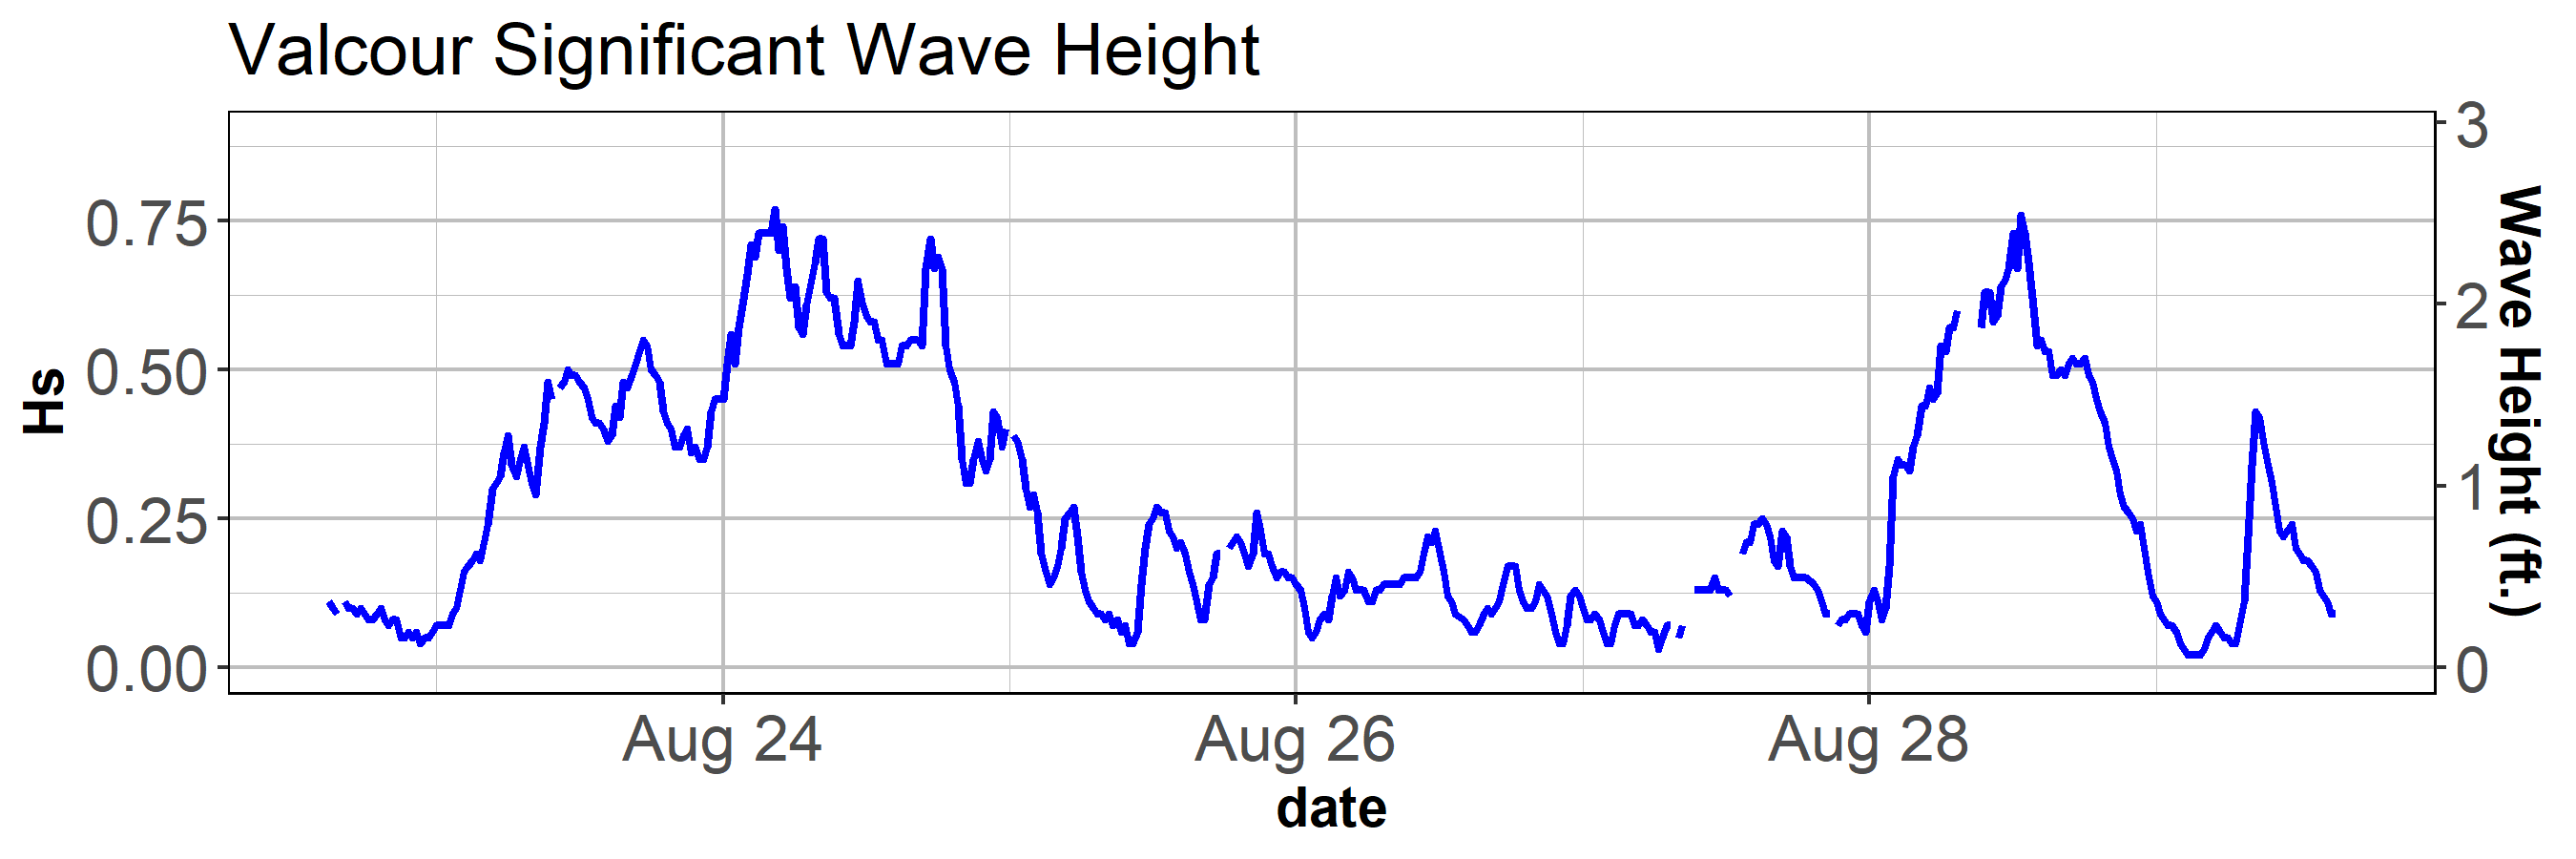 Valcour Significant Wave Height
Hs
0.75
0.50
0.25
0.00
3
2
1
0
Wave Height (ft.)
Aug 24
Aug 26
Aug 28
date